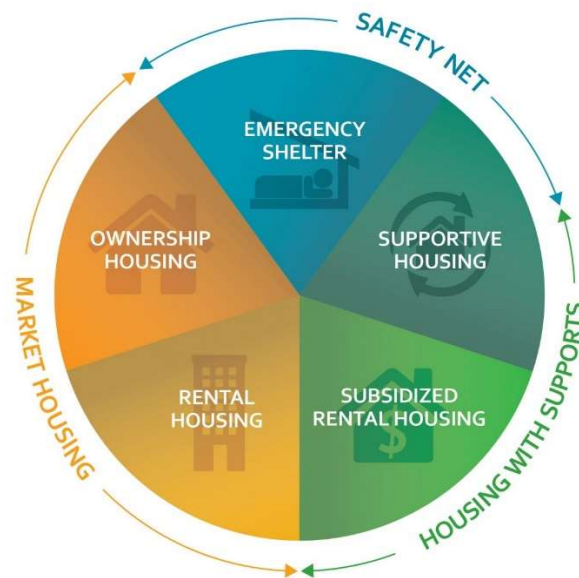 SAFETY NET
EMERGENCY
SHELTER
OWNERSHIP
HOUSING
SUPPORTIVE
HOUSING
MARKET HOUSING
RENTAL
HOUSING
SUBSIDIZED
RENTAL HOUSING
$
HOUSING WITH SUPPORTS